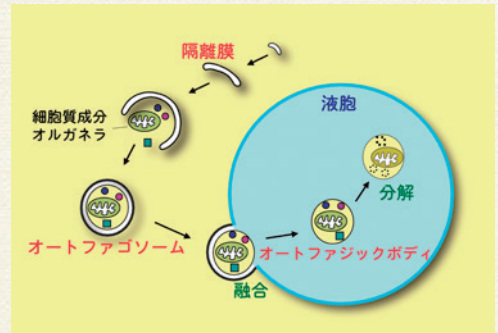 隔離膜
液胞
細胞質成分
オルガネラ
分解
オートファゴソーム
オートファジックボディ
融合